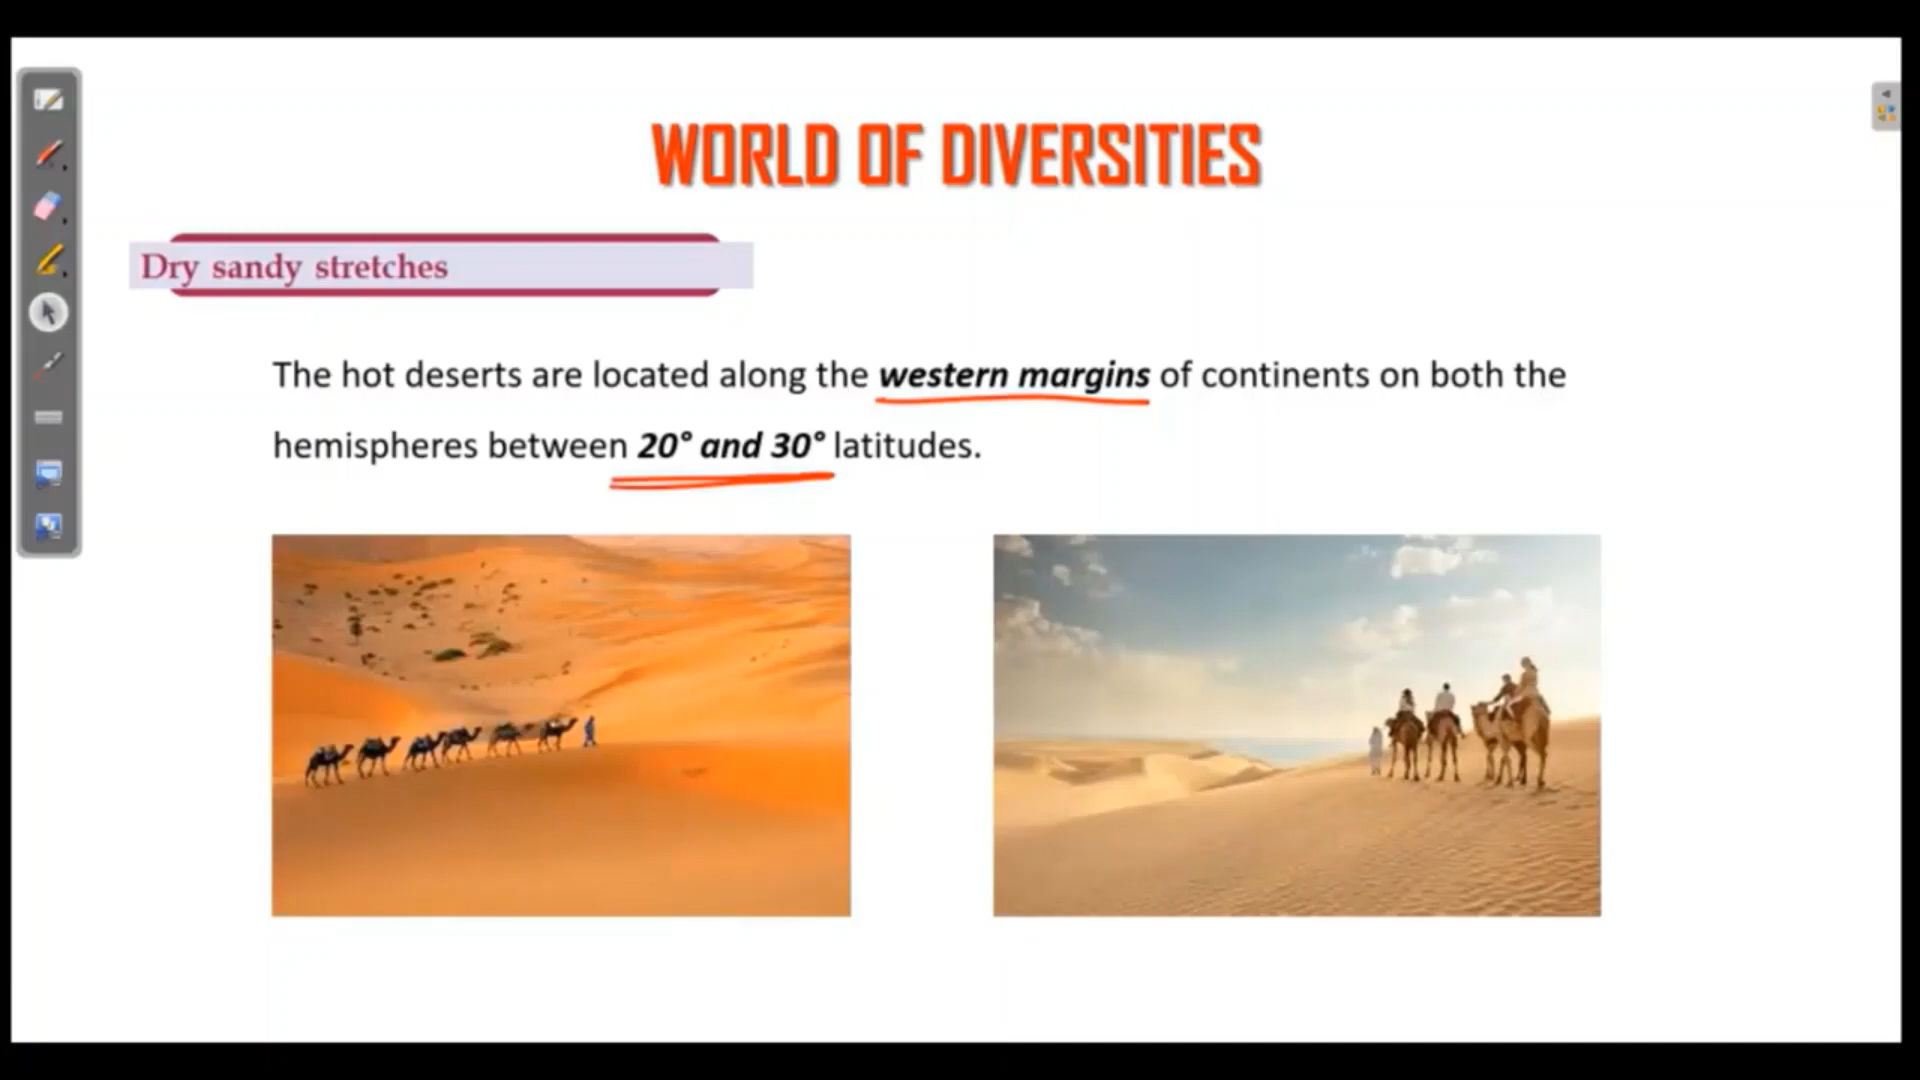 WORLD OF DIVERSITIES
Dry sandy stretches
The hot deserts are located along the western margins of continents on both the
hemispheres between 20° and 30° latitudes.